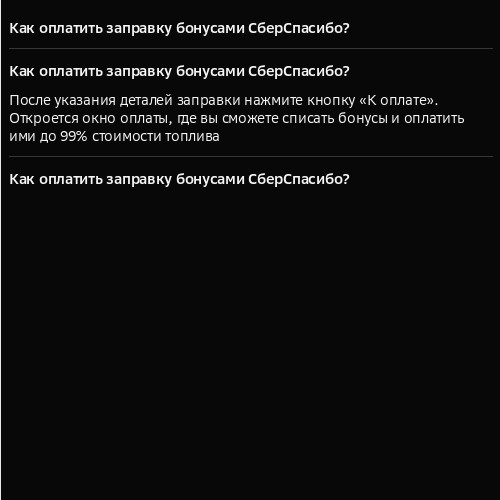 Как оплатить заправку бонусами СберСпасибо?
Как оплатить заправку бонусами СберСпасибо?
После указания деталей заправки нажмите кнопку «К оплате».
Откроется окно оплаты, где вы сможете списать бонусы и оплатить
ими до 99% стоимости топлива
Как оплатить заправку бонусами СберСпасибо?